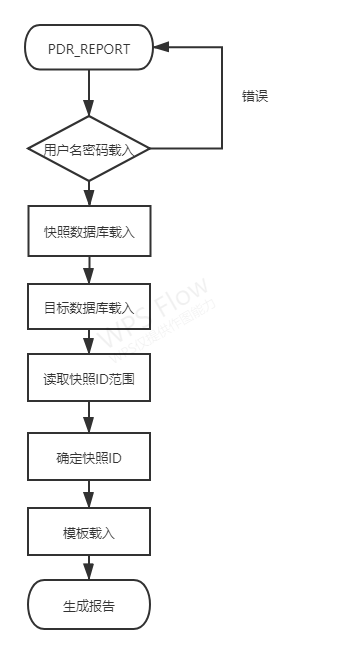 PDR_REPORT
错误
用户名密码载入
快照数据库载入
目标数据库载入
WPS Flow
读取快照ID范围
确定快照ID
模板载入
生成报告